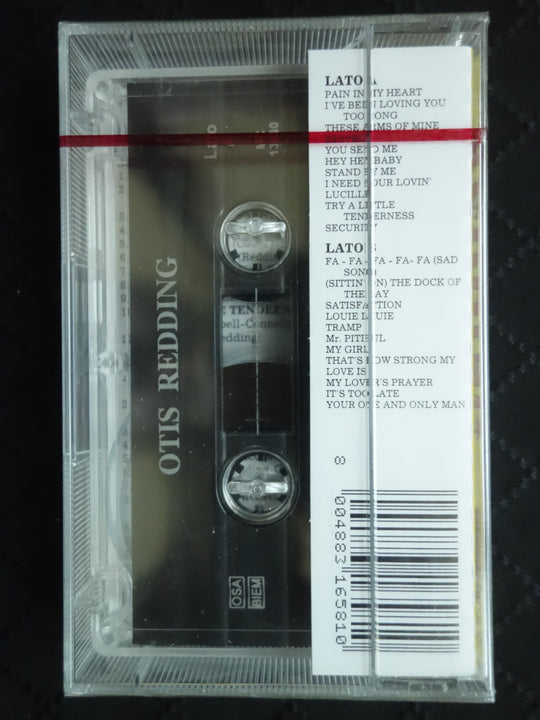 LATO A
PAIN IN MY HEART
I'VE BEEN LOVING YOU
TOO LONG
THESE ARMS OF MINE
YOU SEND ME
HEY HEY BABY
STAND BY ME
I NEED YOUR LOVIN'
LUCILLE
TRY A LITTLE
TENDERNESS
SECURITY
LATO B
FA - FA - FA - FA- FA (SAD
SONG)
(SITTIN' ON) THE DOCK OF
THE BAY
SATISFACTION
LOUIE LOUIE
TRAMP
Mr. PITIFUL
MY GIRL
THAT'S HOW STRONG MY
LOVE IS
MY LOVER'S PRAYER
IT'S TOO LATE
YOUR ONE AND ONLY MAN
8 004883 165810
OTIS REDDING
Lato
E TENDERN
bell-Connelly
edding)
OSA
BIEM